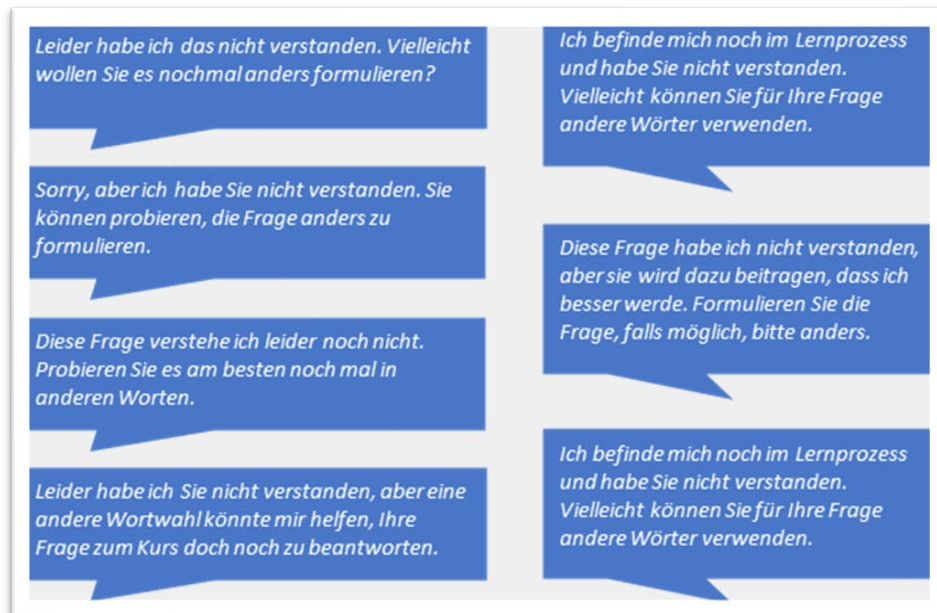 Leider habe ich das nicht verstanden. Vielleicht
wollen Sie es nochmal anders formulieren?
Sorry, aber ich habe Sie nicht verstanden. Sie
können probieren, die Frage anders zu
formulieren.
Diese Frage verstehe ich leider noch nicht.
Probieren Sie es am besten noch mal in
anderen Worten.
Leider habe ich Sie nicht verstanden, aber eine
andere Wortwahl könnte mir helfen, Ihre
Frage zum Kurs doch noch zu beantworten.
Ich befinde mich noch im Lernprozess
und habe Sie nicht verstanden.
Vielleicht können Sie für Ihre Frage
andere Wörter verwenden.
Diese Frage habe ich nicht verstanden,
aber sie wird dazu beitragen, dass ich
besser werde. Formulieren Sie die
Frage, falls möglich, bitte anders.
Ich befinde mich noch im Lernprozess
und habe Sie nicht verstanden.
Vielleicht können Sie für Ihre Frage
andere Wörter verwenden.